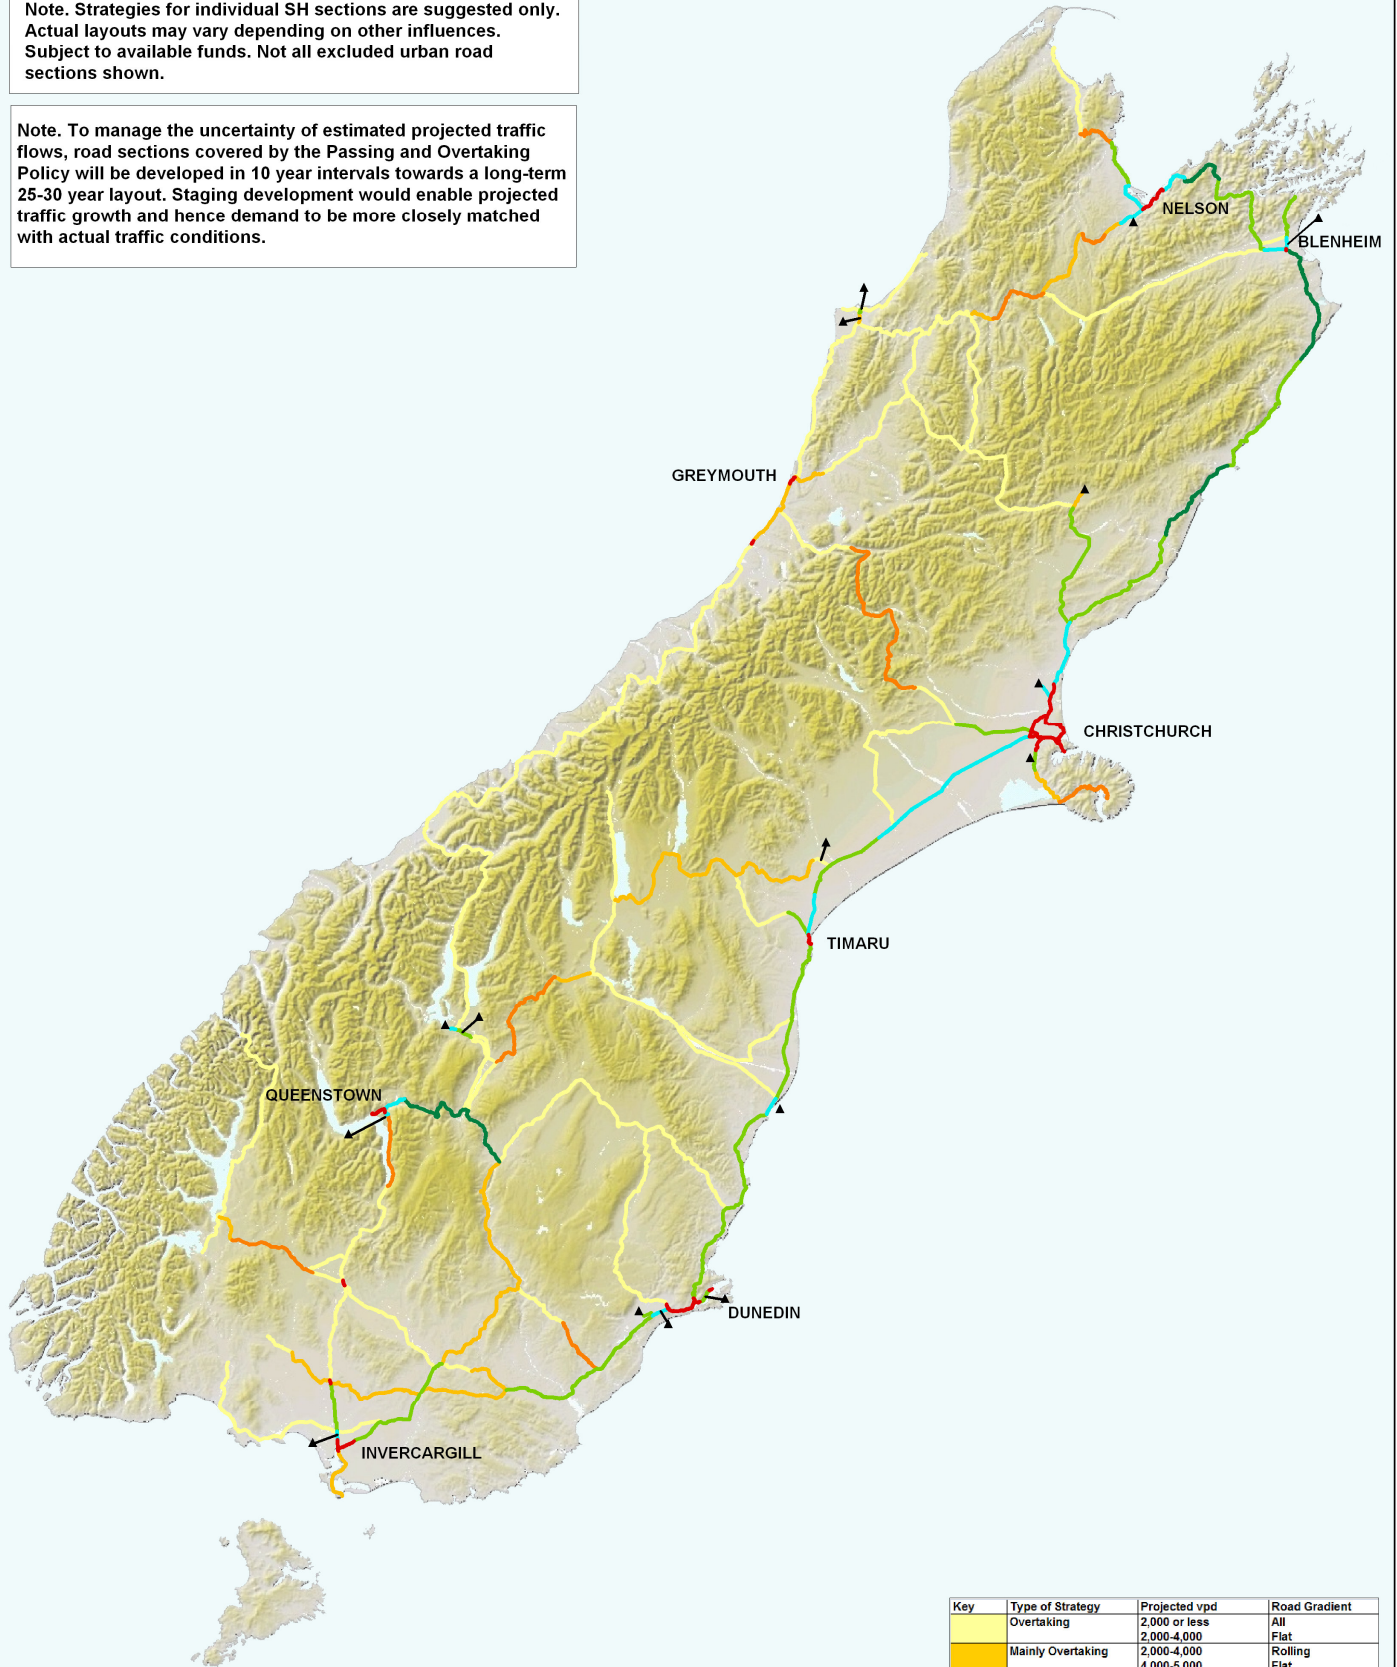 Note. Strategies for individual SH sections are suggested only.
Actual layouts may vary depending on other influences.
Subject to available funds. Not all excluded urban road
sections shown.
Note. To manage the uncertainty of estimated projected traffic
flows, road sections covered by the Passing and Overtaking
Policy will be developed in 10 year intervals towards a long-term
25-30 year layout. Staging development would enable projected
traffic growth and hence demand to be more closely matched
with actual traffic conditions.
NELSON
BLENHEIM
GREYMOUTH
CHRISTCHURCH
TIMARU
QUEENSTOWN
DUNEDIN
INVERCARGILL
Key Type of Strategy Projected vpd Road Gradient
Overtaking 2,000 or less All
2,000-4,000 Flat
Mainly Overtaking 2,000-4,000 Rolling
4,000-5,000 Flat